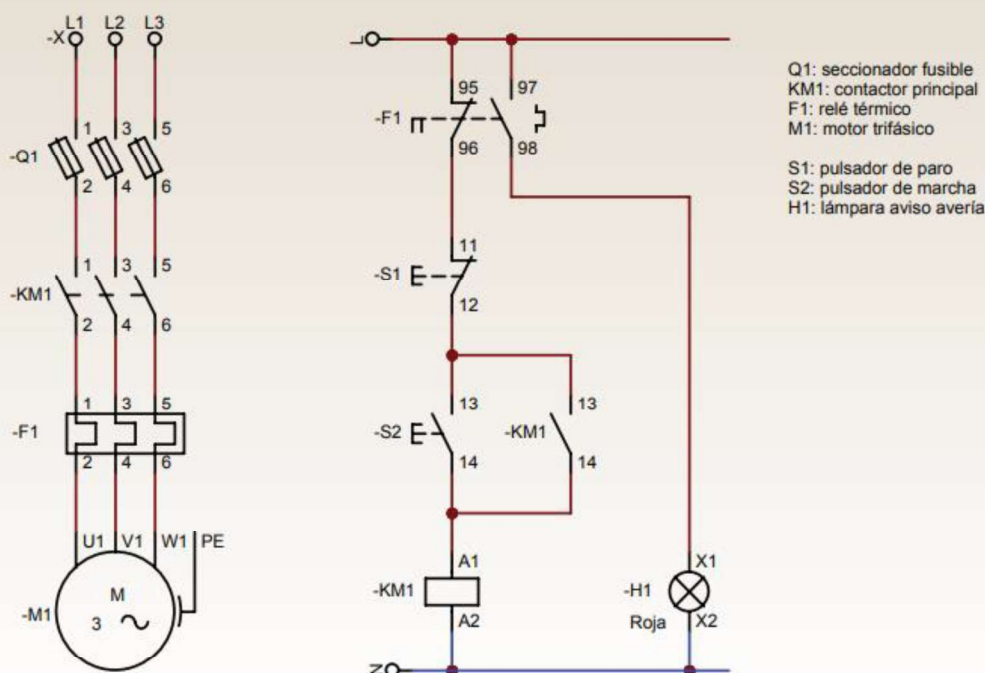 L1 L2 L3
-X
1 3 5
-Q1
2 4 6
1 3 5
-KM1
2 4 6
1 3 5
-F1
2 4 6
U1 V1 W1 PE
M
-M1
3
L
95 97
-F1
96 98
11
-S1
12
13 13
-S2 -KM1
14 14
A1 X1
-KM1 -H1
A2 Roja X2
N
Q1: seccionador fusible
KM1: contactor principal
F1: relé térmico
M1: motor trifásico
S1: pulsador de paro
S2: pulsador de marcha
H1: lámpara aviso avería